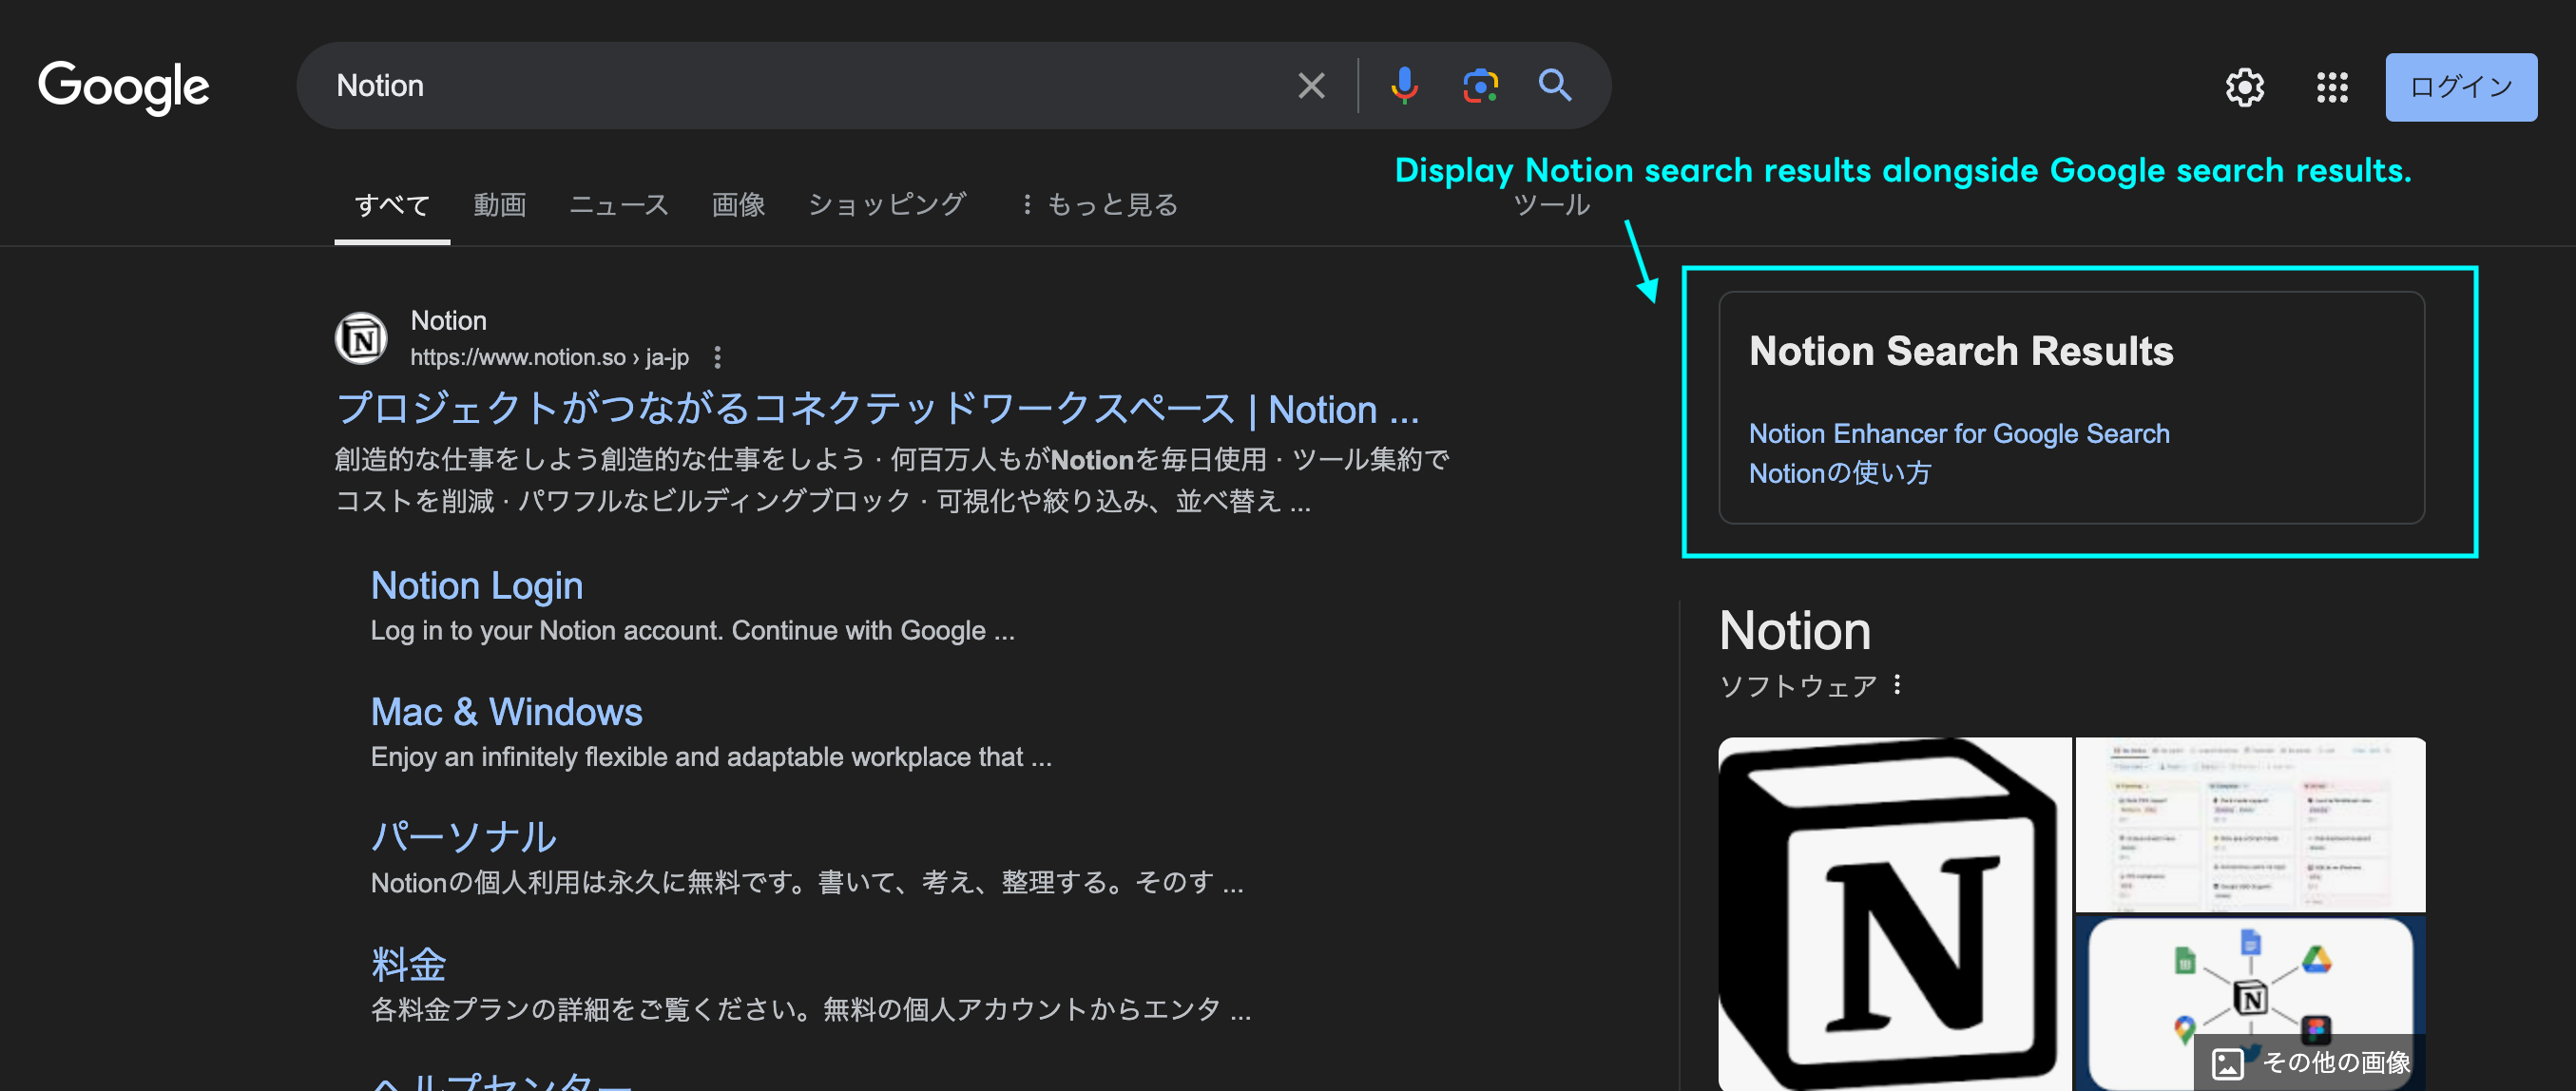 Google
Notion
ログイン
Display Notion search results alongside Google search results.
すべて 動画 ニュース 画像 ショッピング もっと見る ツール
Notion
https://www.notion.so › ja-jp
プロジェクトがつながるコネクテッドワークスペース | Notion ...
創造的な仕事をしよう創造的な仕事をしよう · 何百万人もがNotionを毎日使用 · ツール集約で
コストを削減 · パワフルなビルディングブロック · 可視化や絞り込み、並べ替え ...
Notion Login
Log in to your Notion account. Continue with Google ...
Mac & Windows
Enjoy an infinitely flexible and adaptable workplace that ...
パーソナル
Notionの個人利用は永久に無料です。書いて、考え、整理する。そのす ...
料金
各料金プランの詳細をご覧ください。無料の個人アカウントからエンタ ...
ヘルプセンター
Notion Search Results
Notion Enhancer for Google Search
Notionの使い方
Notion
ソフトウェア
その他の画像